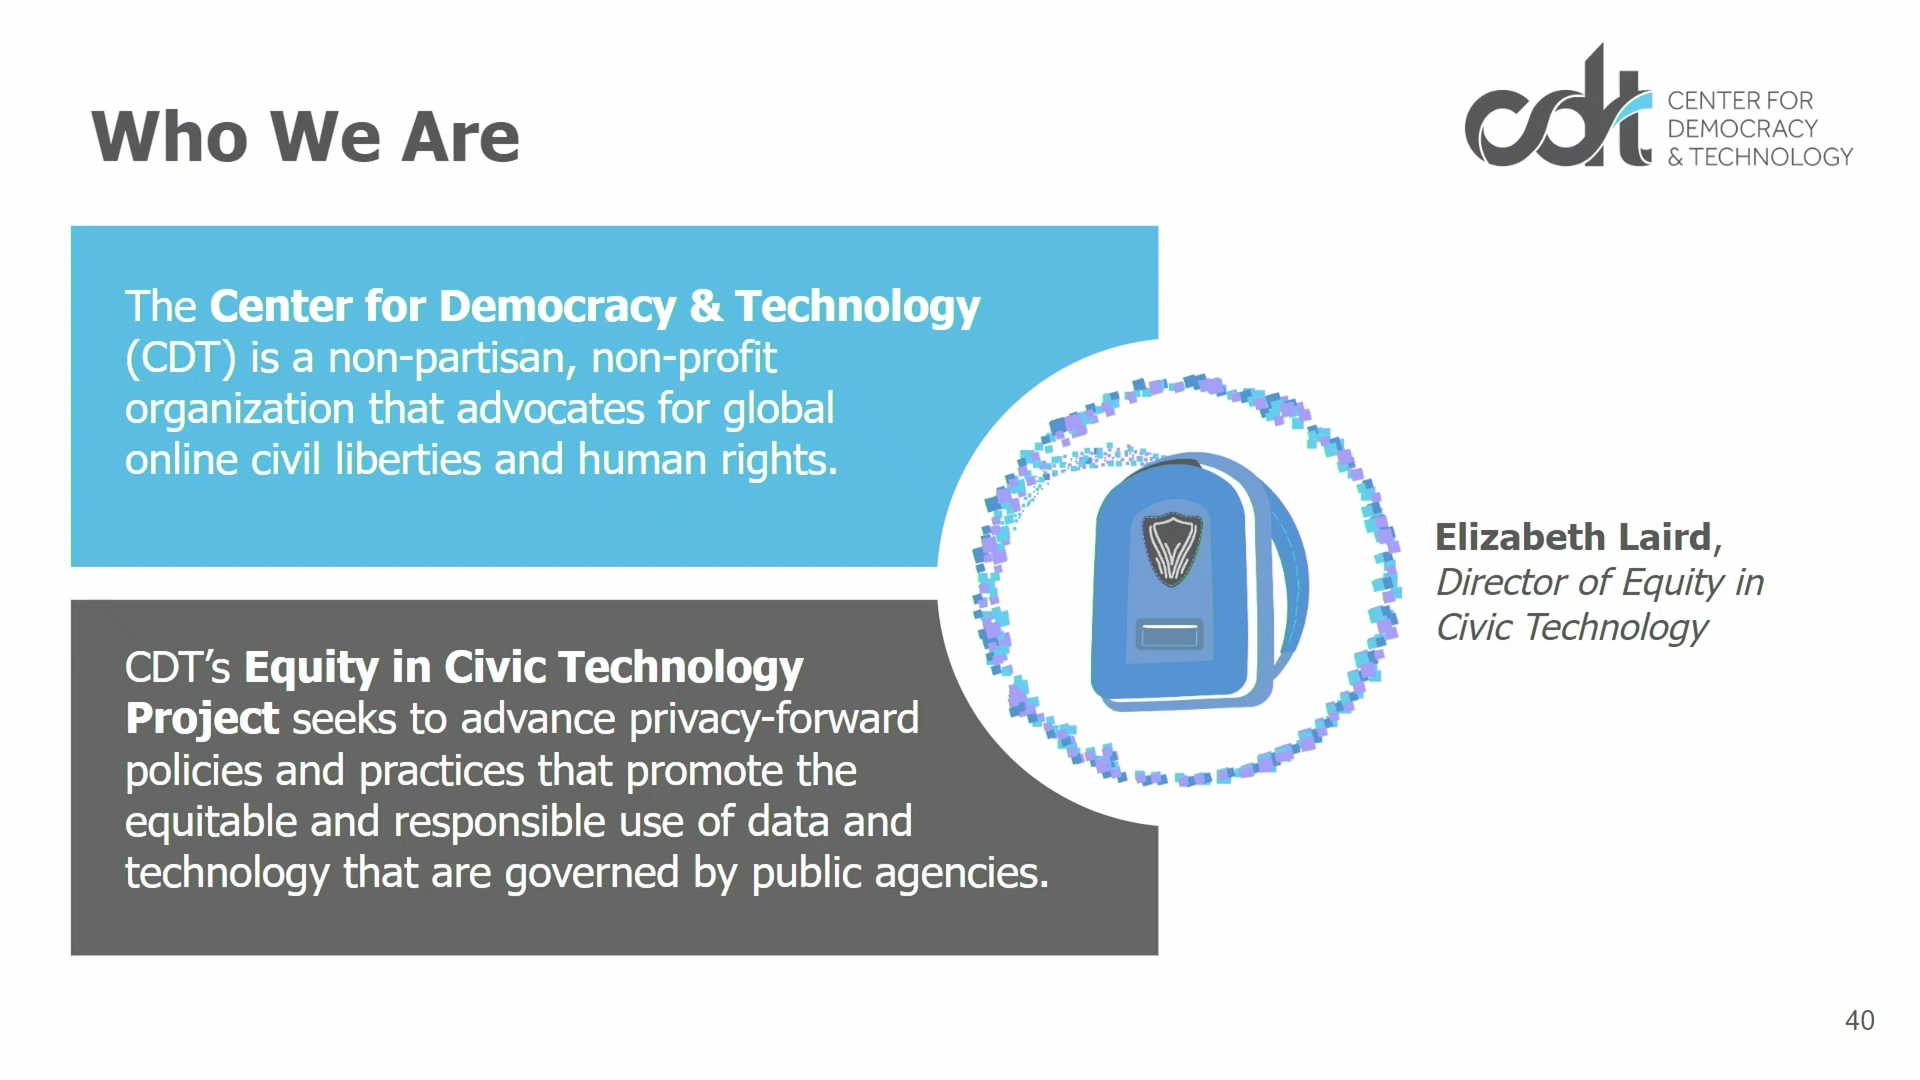 Who We Are
cdt
CENTER FOR
DEMOCRACY
& TECHNOLOGY
The Center for Democracy & Technology
(CDT) is a non-partisan, non-profit
organization that advocates for global
online civil liberties and human rights.
CDT’s Equity in Civic Technology
Project seeks to advance privacy-forward
policies and practices that promote the
equitable and responsible use of data and
technology that are governed by public agencies.
Elizabeth Laird,
Director of Equity in
Civic Technology
40